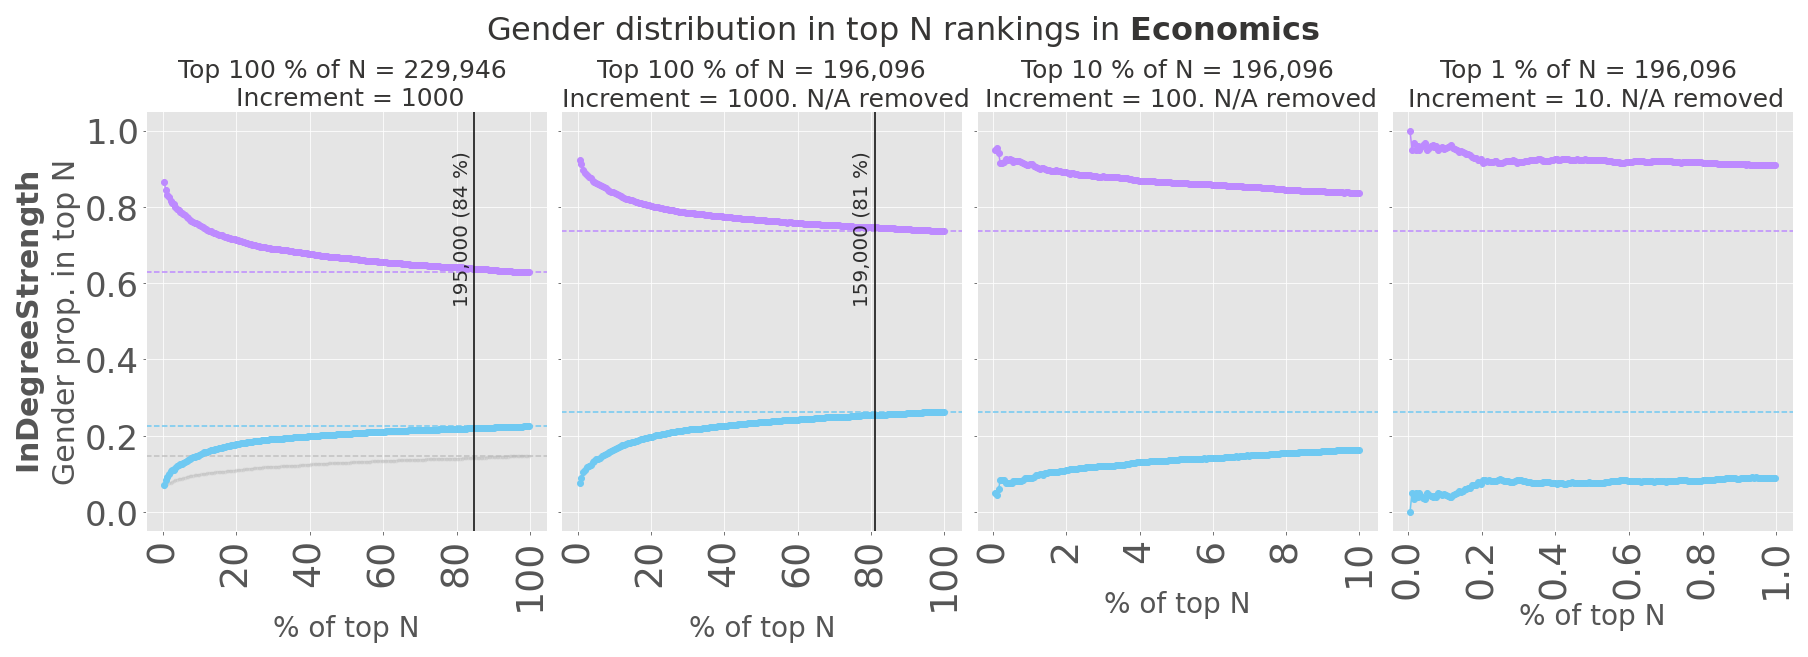 Gender distribution in top N rankings in Economics
Top 100 % of N = 229,946
Increment = 1000
Top 100 % of N = 196,096
Increment = 1000. N/A removed
Top 10 % of N = 196,096
Increment = 100. N/A removed
Top 1 % of N = 196,096
Increment = 10. N/A removed
InDegreeStrength
Gender prop. in top N
1.0
0.8
0.6
0.4
0.2
0.0
195,000 (84 %)
159,000 (81 %)
0 20 40 60 80 100
0 20 40 60 80 100
0 2 4 6 8 10
0.0 0.2 0.4 0.6 0.8 1.0
% of top N
% of top N
% of top N
% of top N